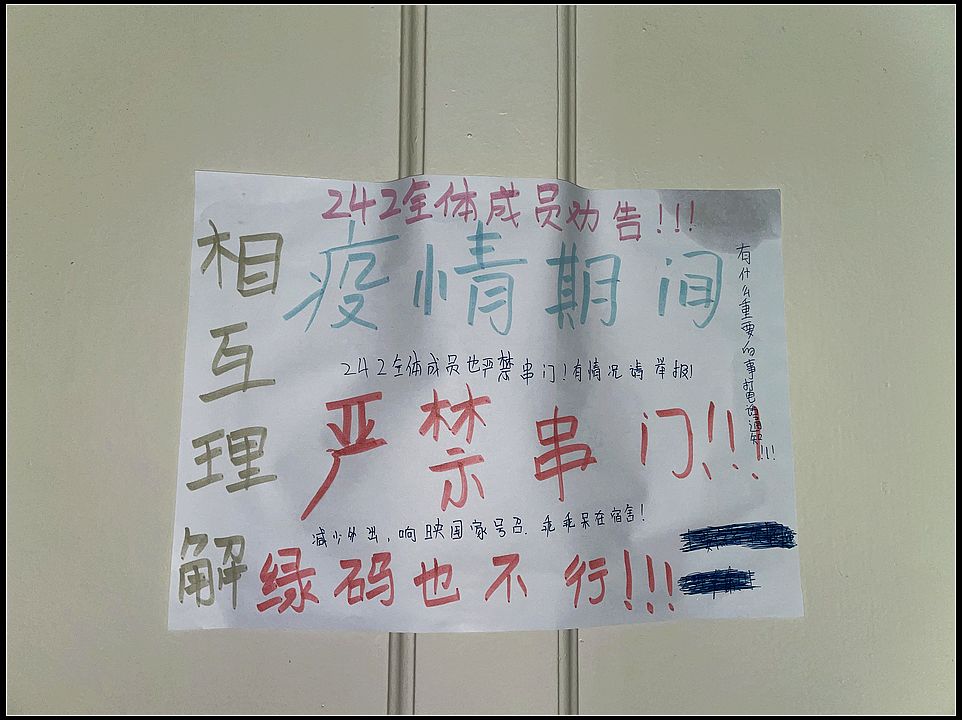 242全体成员劝告!!!
疫情期间
242全体成员也严禁串门!有情况请举报!
严禁串门!!!
减少外出,响映国家号召.乖乖呆在宿舍!
绿码也不行!!!
相互理解
有什么重要的事打电话通知!!!